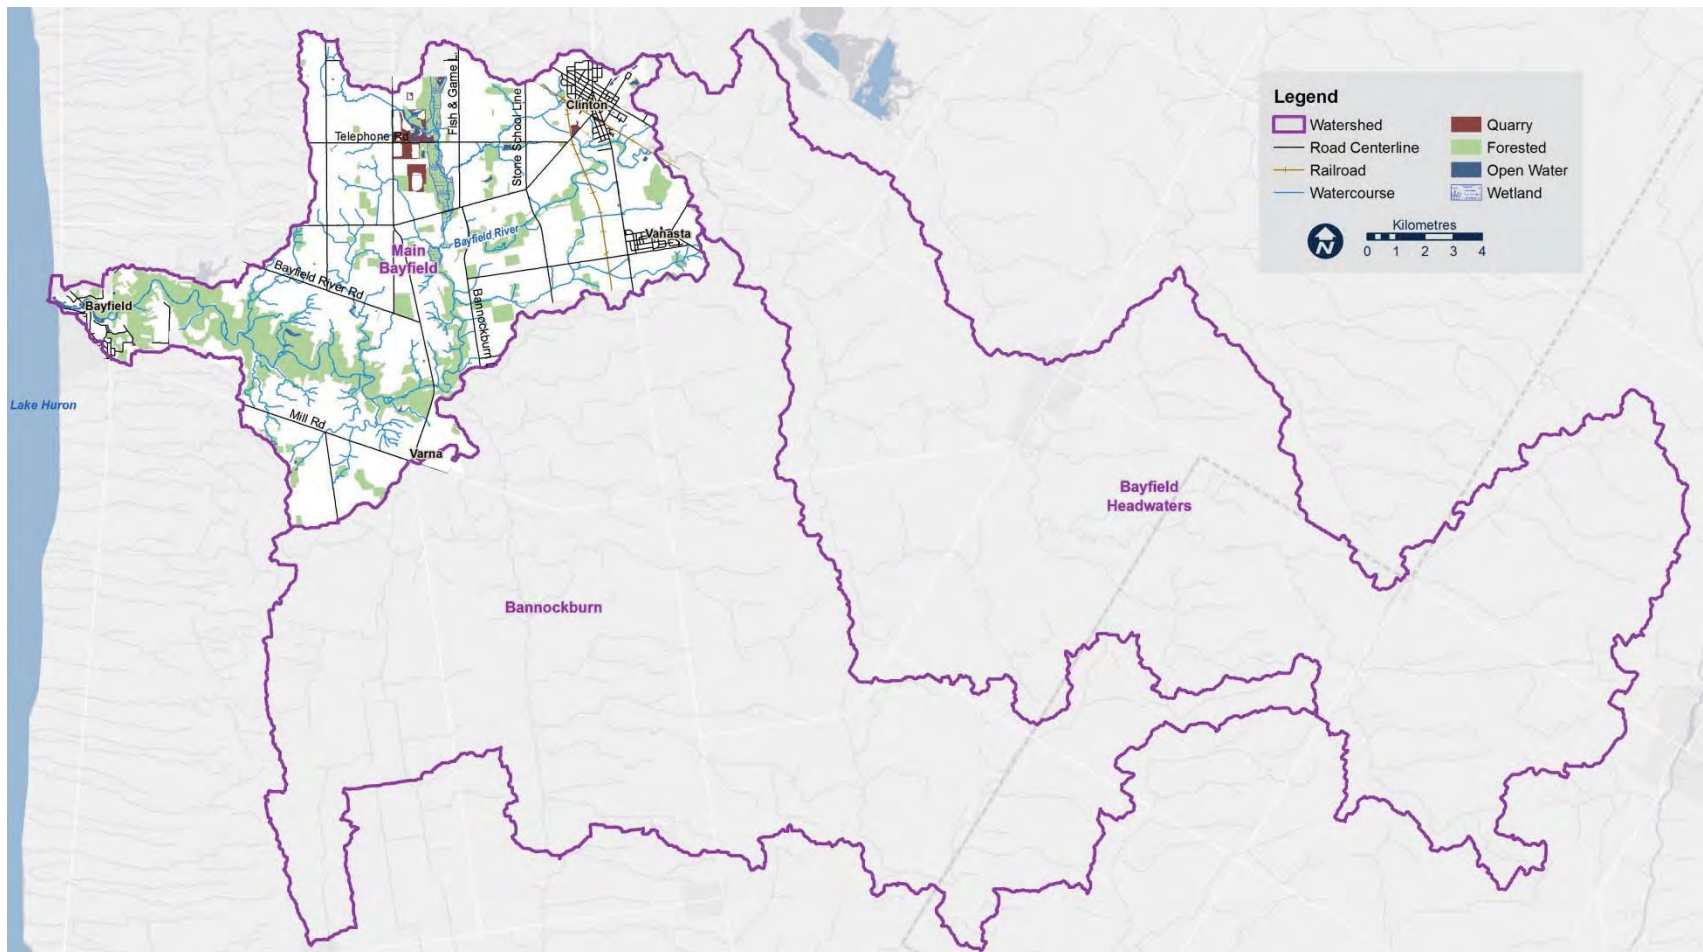 Fish & Game L.
Clinton
Stone School Line
Telephone Rd
Legend
Watershed
Road Centerline
Railroad
Watercourse
Quarry
Forested
Open Water
Wetland
Kilometres
N
0 1 2 3 4
Vanasta
Bayfield River
Main
Bayfield
Bayfield River Rd
Bannockburn
Bayfield
Lake Huron
Mill Rd
Varna
Bayfield
Headwaters
Bannockburn